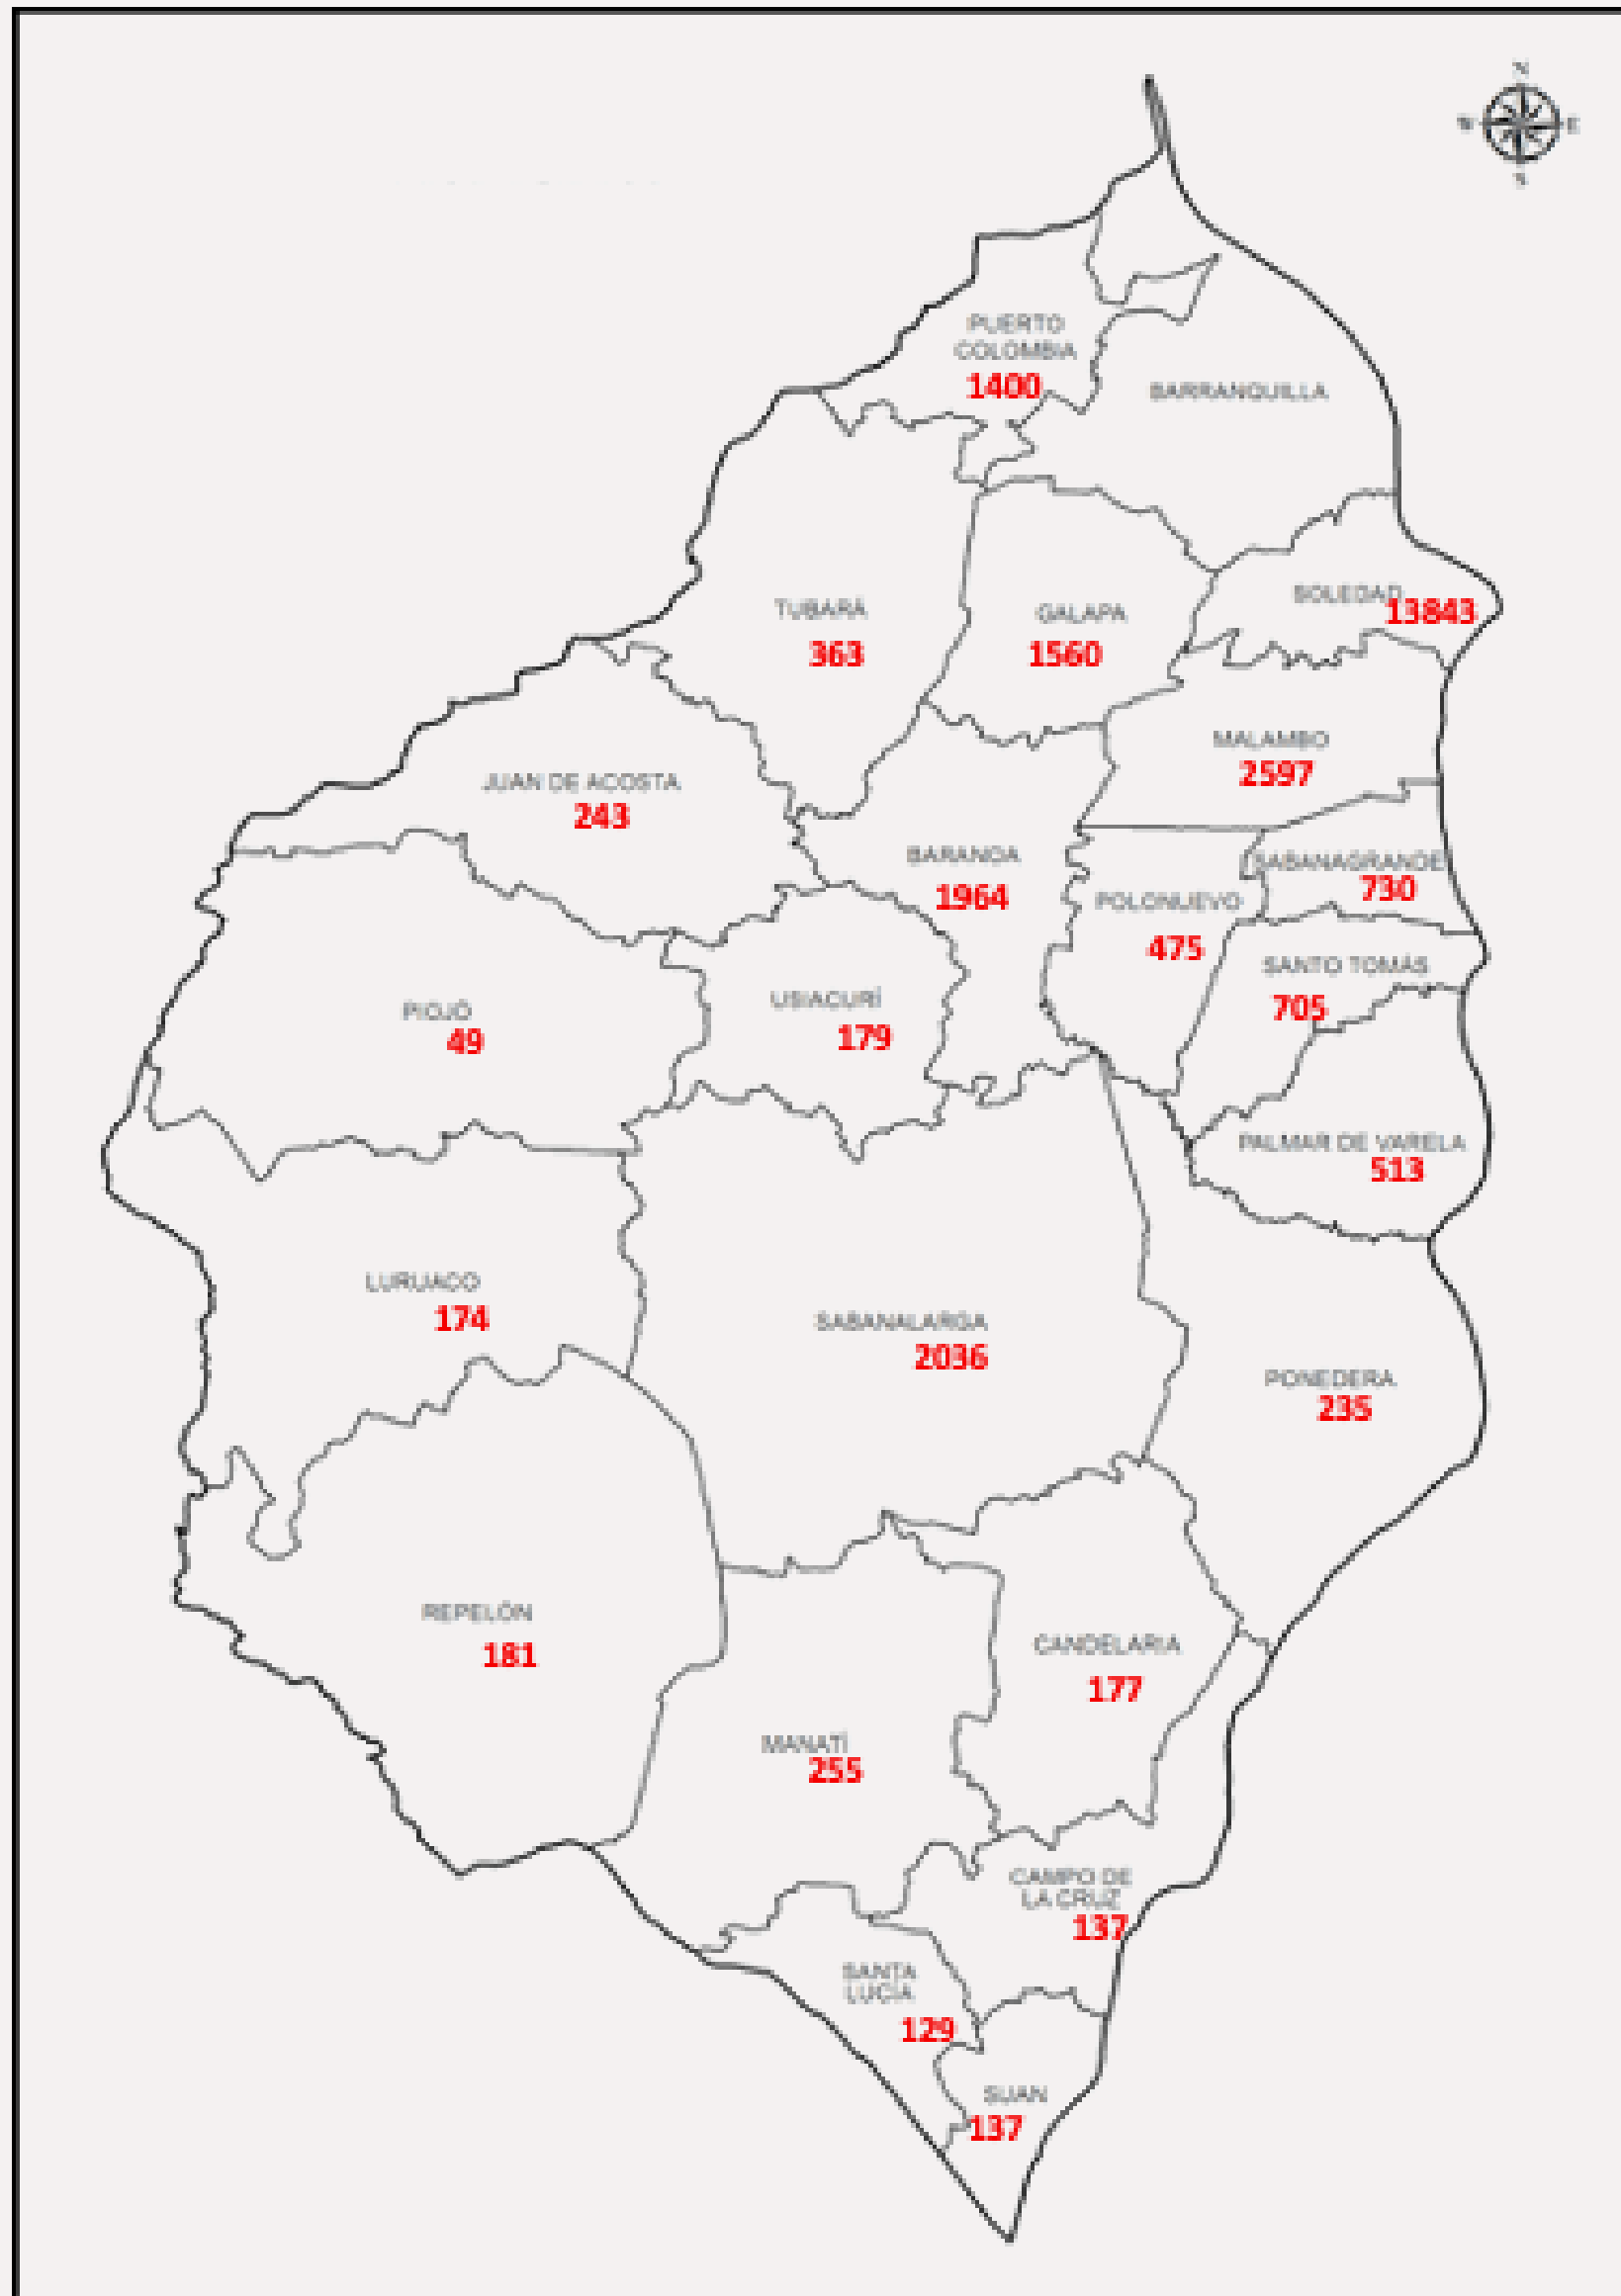 N
W E
S
PUERTO
COLOMBIA
1400
BARRANQUILLA
SOLEDAD
13843
TUBARÁ
363
GALAPA
1560
MALAMBO
2597
JUAN DE ACOSTA
243
BARANOA
1964
SABANAGRANDE
730
POLONUEVO
475
SANTO TOMÁS
705
PIOJÓ
49
USIACURÍ
179
PALMAR DE VARELA
513
LURUACO
174
SABANALARGA
2036
PONEDERA
235
REPELÓN
181
CANDELARIA
177
MANATÍ
255
CAMPO DE
LA CRUZ
137
SANTA
LUCÍA
129
SUAN
137